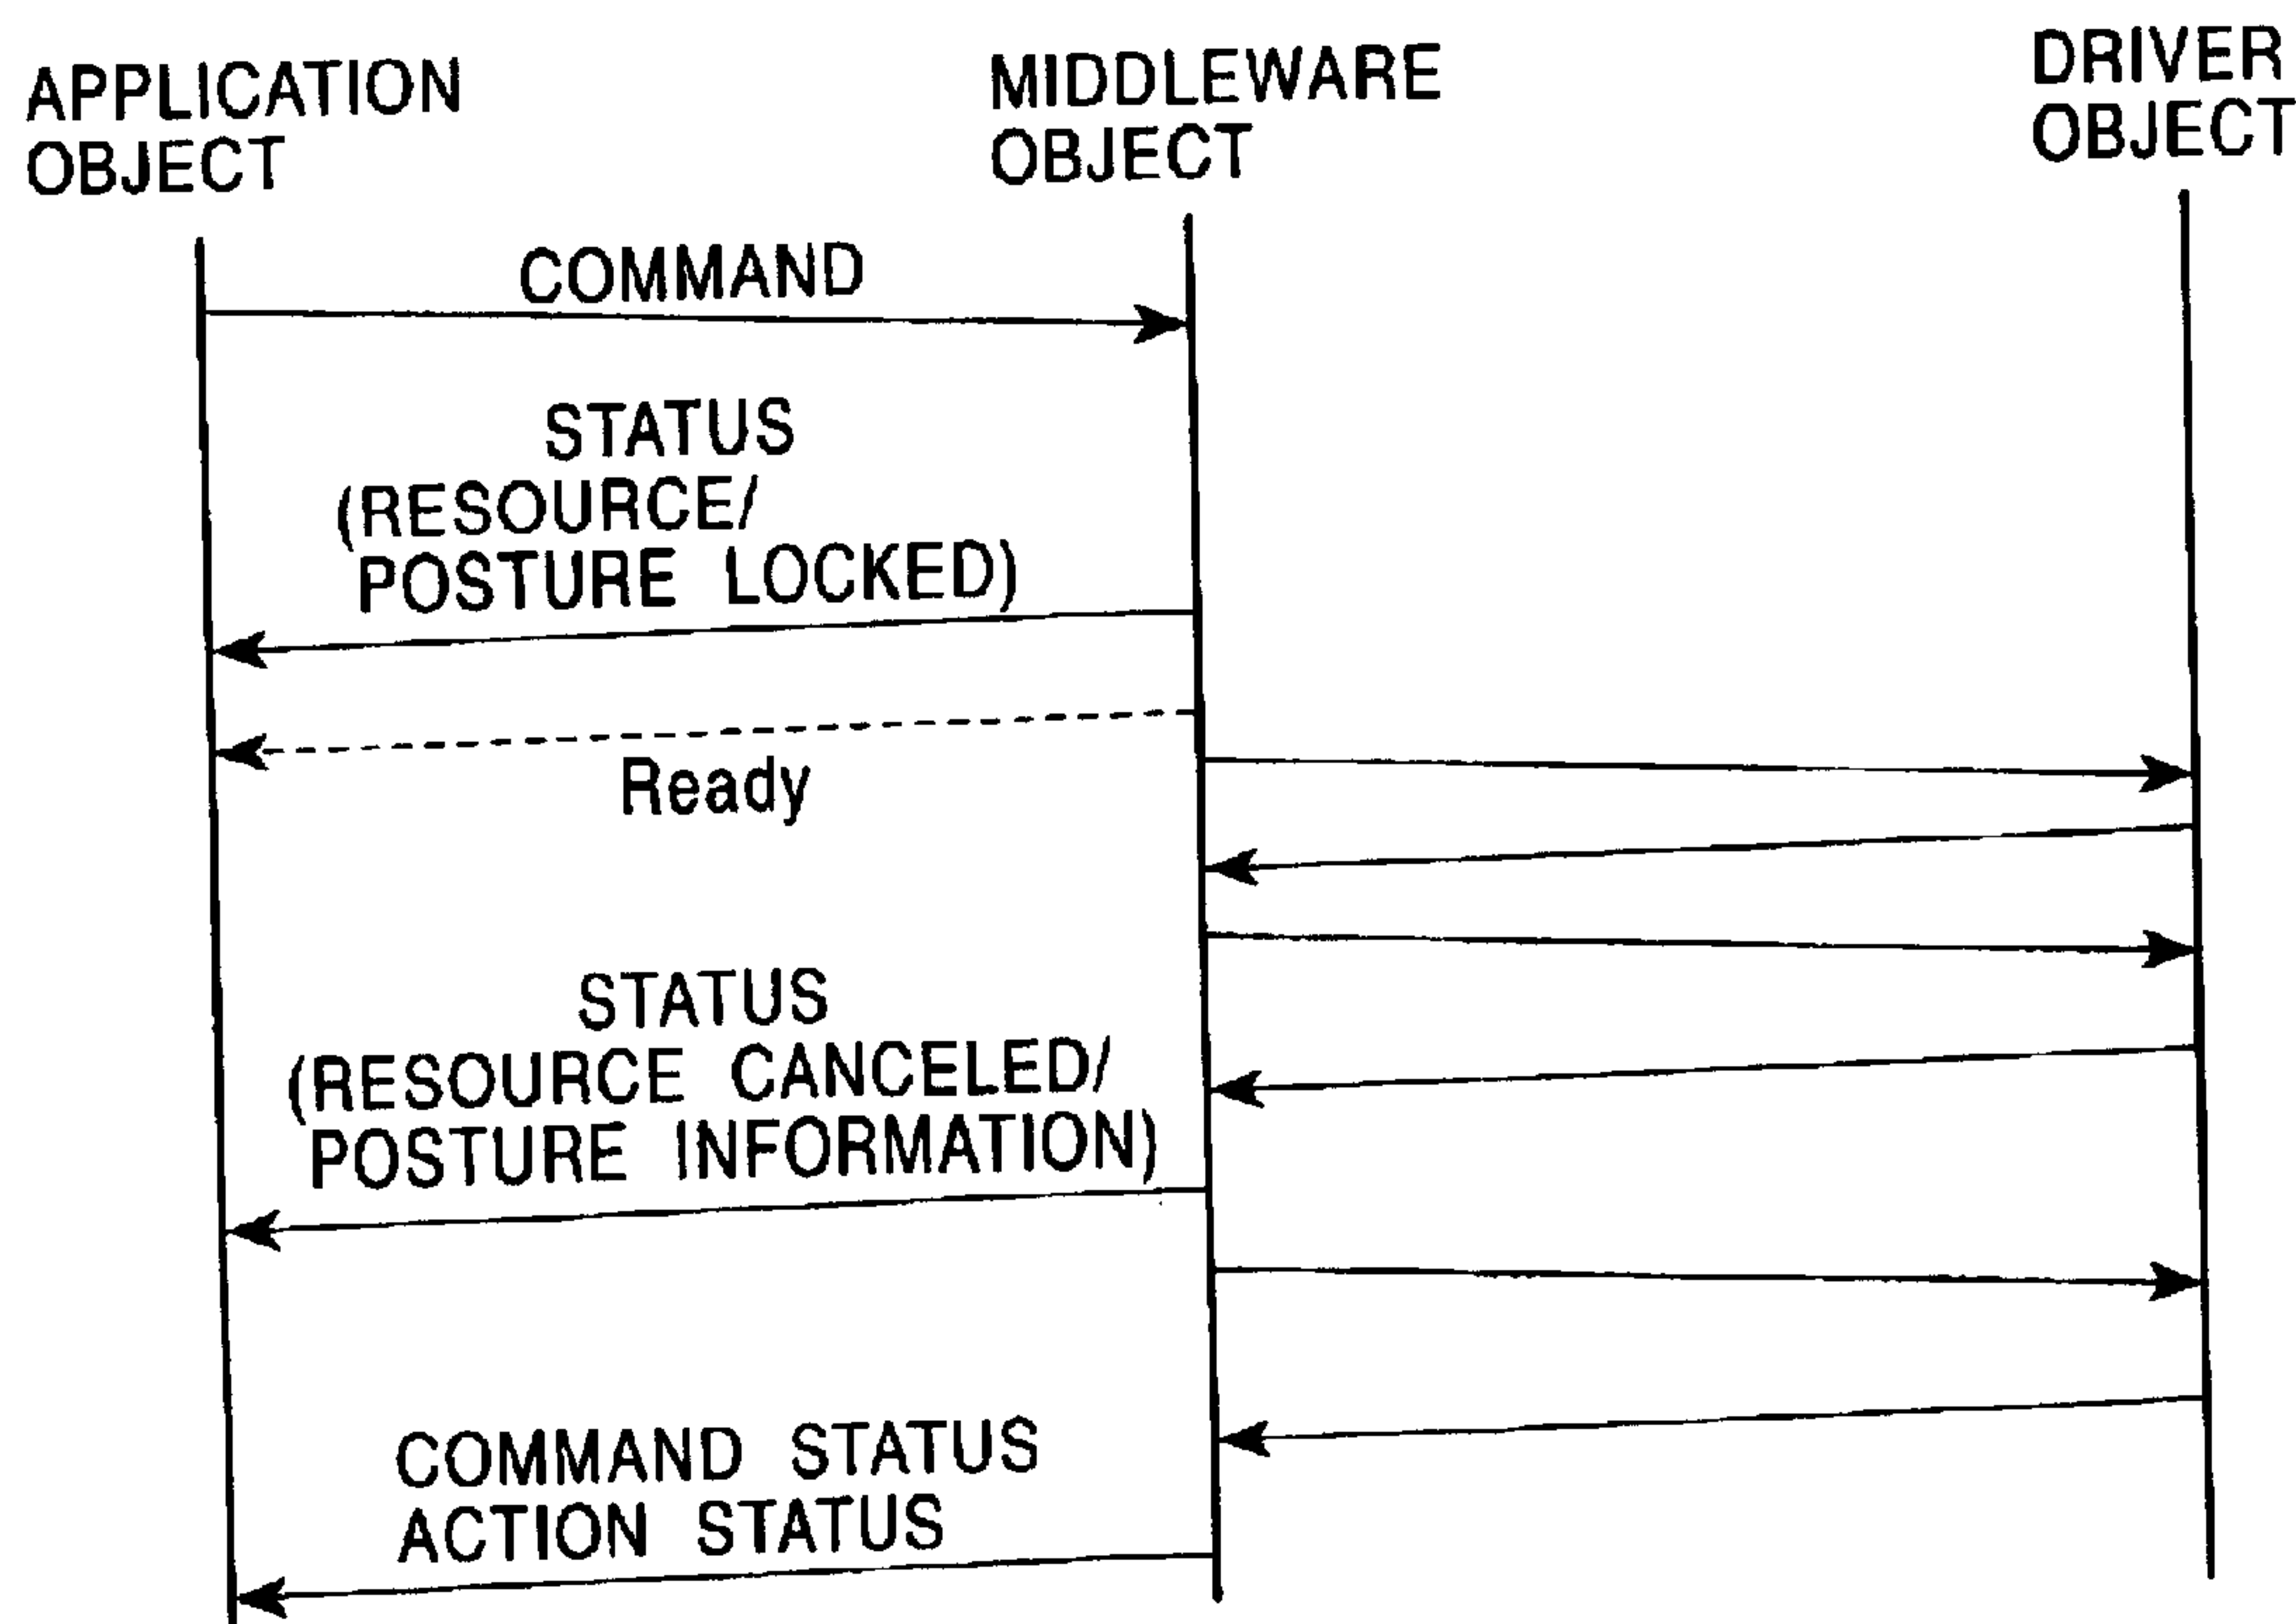 APPLICATION
OBJECT
MIDDLEWARE
OBJECT
DRIVER
OBJECT
COMMAND
STATUS
(RESOURCE/
POSTURE LOCKED)
Ready
STATUS
(RESOURCE CANCELED/
POSTURE INFORMATION)
COMMAND STATUS
ACTION STATUS